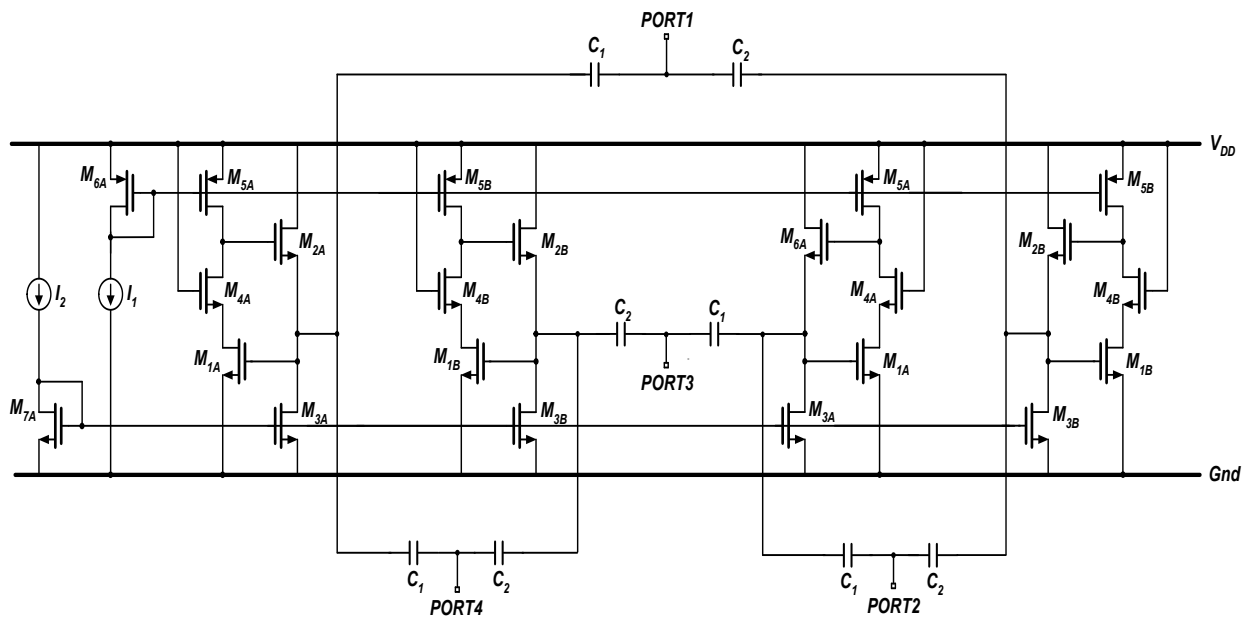 PORT1
C1 C2
VDD
M6A M5A M5B M5A M5B
M2A M2B M6A M2B
I2 I1 M4A M4B M4A M4B
C2 C1
M1A M1B M1A M1B
PORT3
M7A M3A M3B M3A M3B
Gnd
C1 C2 C1 C2
PORT4 PORT2